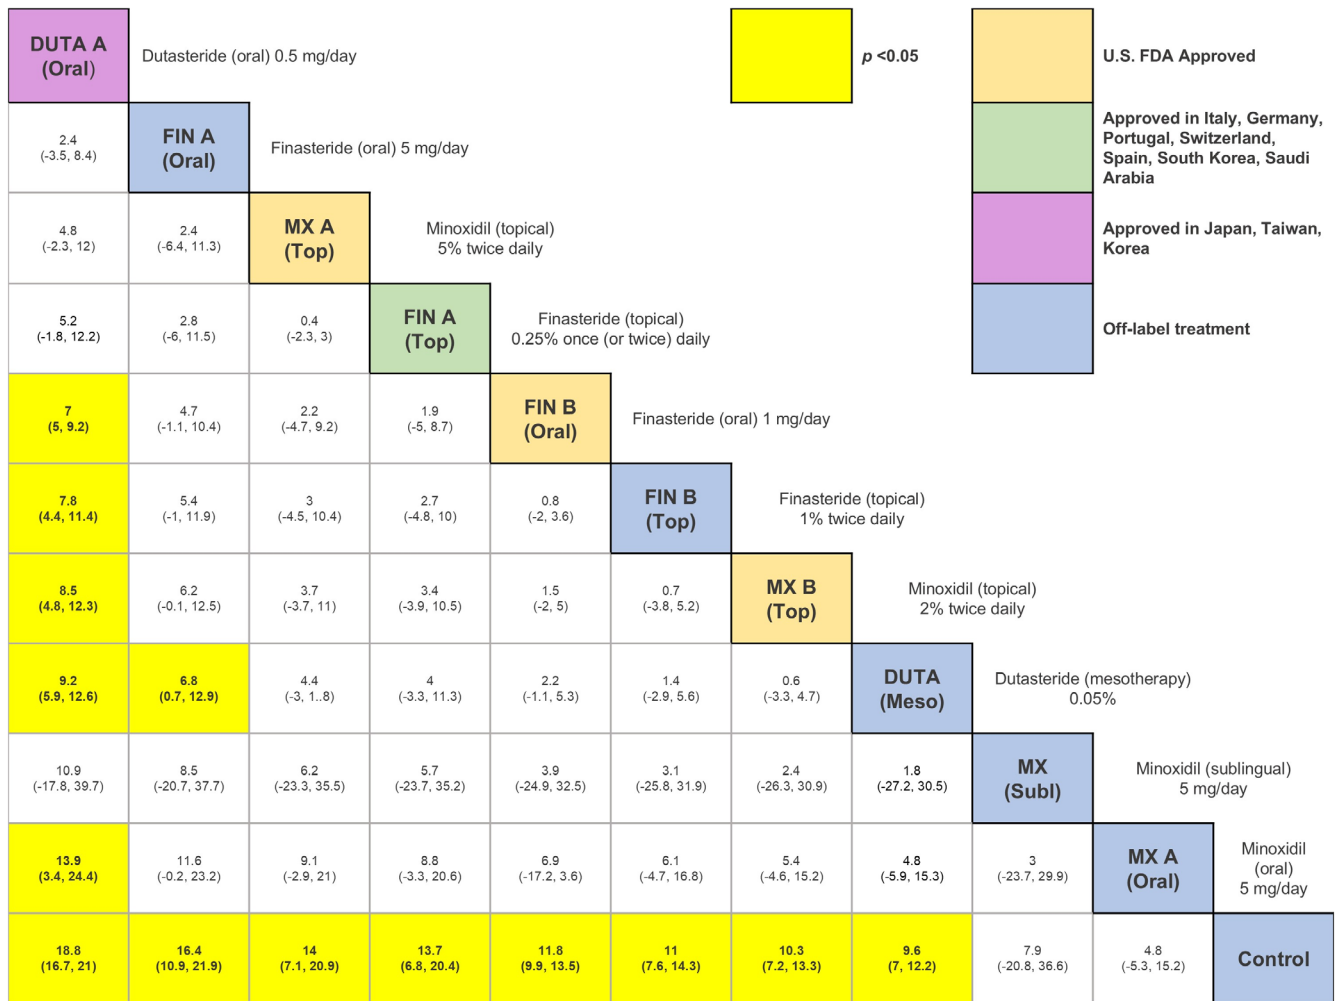 DUTA A
(Oral)
Dutasteride (oral) 0.5 mg/day
p <0.05
U.S. FDA Approved
2.4
(-3.5, 8.4)
FIN A
(Oral)
Finasteride (oral) 5 mg/day
Approved in Italy, Germany,
Portugal, Switzerland,
Spain, South Korea, Saudi
Arabia
4.8
(-2.3, 12)
2.4
(-6.4, 11.3)
MX A
(Top)
Minoxidil (topical)
5% twice daily
Approved in Japan, Taiwan,
Korea
5.2
(-1.8, 12.2)
2.8
(-6, 11.5)
0.4
(-2.3, 3)
FIN A
(Top)
Finasteride (topical)
0.25% once (or twice) daily
Off-label treatment
7
(5, 9.2)
4.7
(-1.1, 10.4)
2.2
(-4.7, 9.2)
1.9
(-5, 8.7)
FIN B
(Oral)
Finasteride (oral) 1 mg/day
7.8
(4.4, 11.4)
5.4
(-1, 11.9)
3
(-4.5, 10.4)
2.7
(-4.8, 10)
0.8
(-2, 3.6)
FIN B
(Top)
Finasteride (topical)
1% twice daily
8.5
(4.8, 12.3)
6.2
(-0.1, 12.5)
3.7
(-3.7, 11)
3.4
(-3.9, 10.5)
1.5
(-2, 5)
0.7
(-3.8, 5.2)
MX B
(Top)
Minoxidil (topical)
2% twice daily
9.2
(5.9, 12.6)
6.8
(0.7, 12.9)
4.4
(-3, 1..8)
4
(-3.3, 11.3)
2.2
(-1.1, 5.3)
1.4
(-2.9, 5.6)
0.6
(-3.3, 4.7)
DUTA
(Meso)
Dutasteride (mesotherapy)
0.05%
10.9
(-17.8, 39.7)
8.5
(-20.7, 37.7)
6.2
(-23.3, 35.5)
5.7
(-23.7, 35.2)
3.9
(-24.9, 32.5)
3.1
(-25.8, 31.9)
2.4
(-26.3, 30.9)
1.8
(-27.2, 30.5)
MX
(Subl)
Minoxidil (sublingual)
5 mg/day
13.9
(3.4, 24.4)
11.6
(-0.2, 23.2)
9.1
(-2.9, 21)
8.8
(-3.3, 20.6)
6.9
(-17.2, 3.6)
6.1
(-4.7, 16.8)
5.4
(-4.6, 15.2)
4.8
(-5.9, 15.3)
3
(-23.7, 29.9)
MX A
(Oral)
Minoxidil
(oral)
5 mg/day
18.8
(16.7, 21)
16.4
(10.9, 21.9)
14
(7.1, 20.9)
13.7
(6.8, 20.4)
11.8
(9.9, 13.5)
11
(7.6, 14.3)
10.3
(7.2, 13.3)
9.6
(7, 12.2)
7.9
(-20.8, 36.6)
4.8
(-5.3, 15.2)
Control